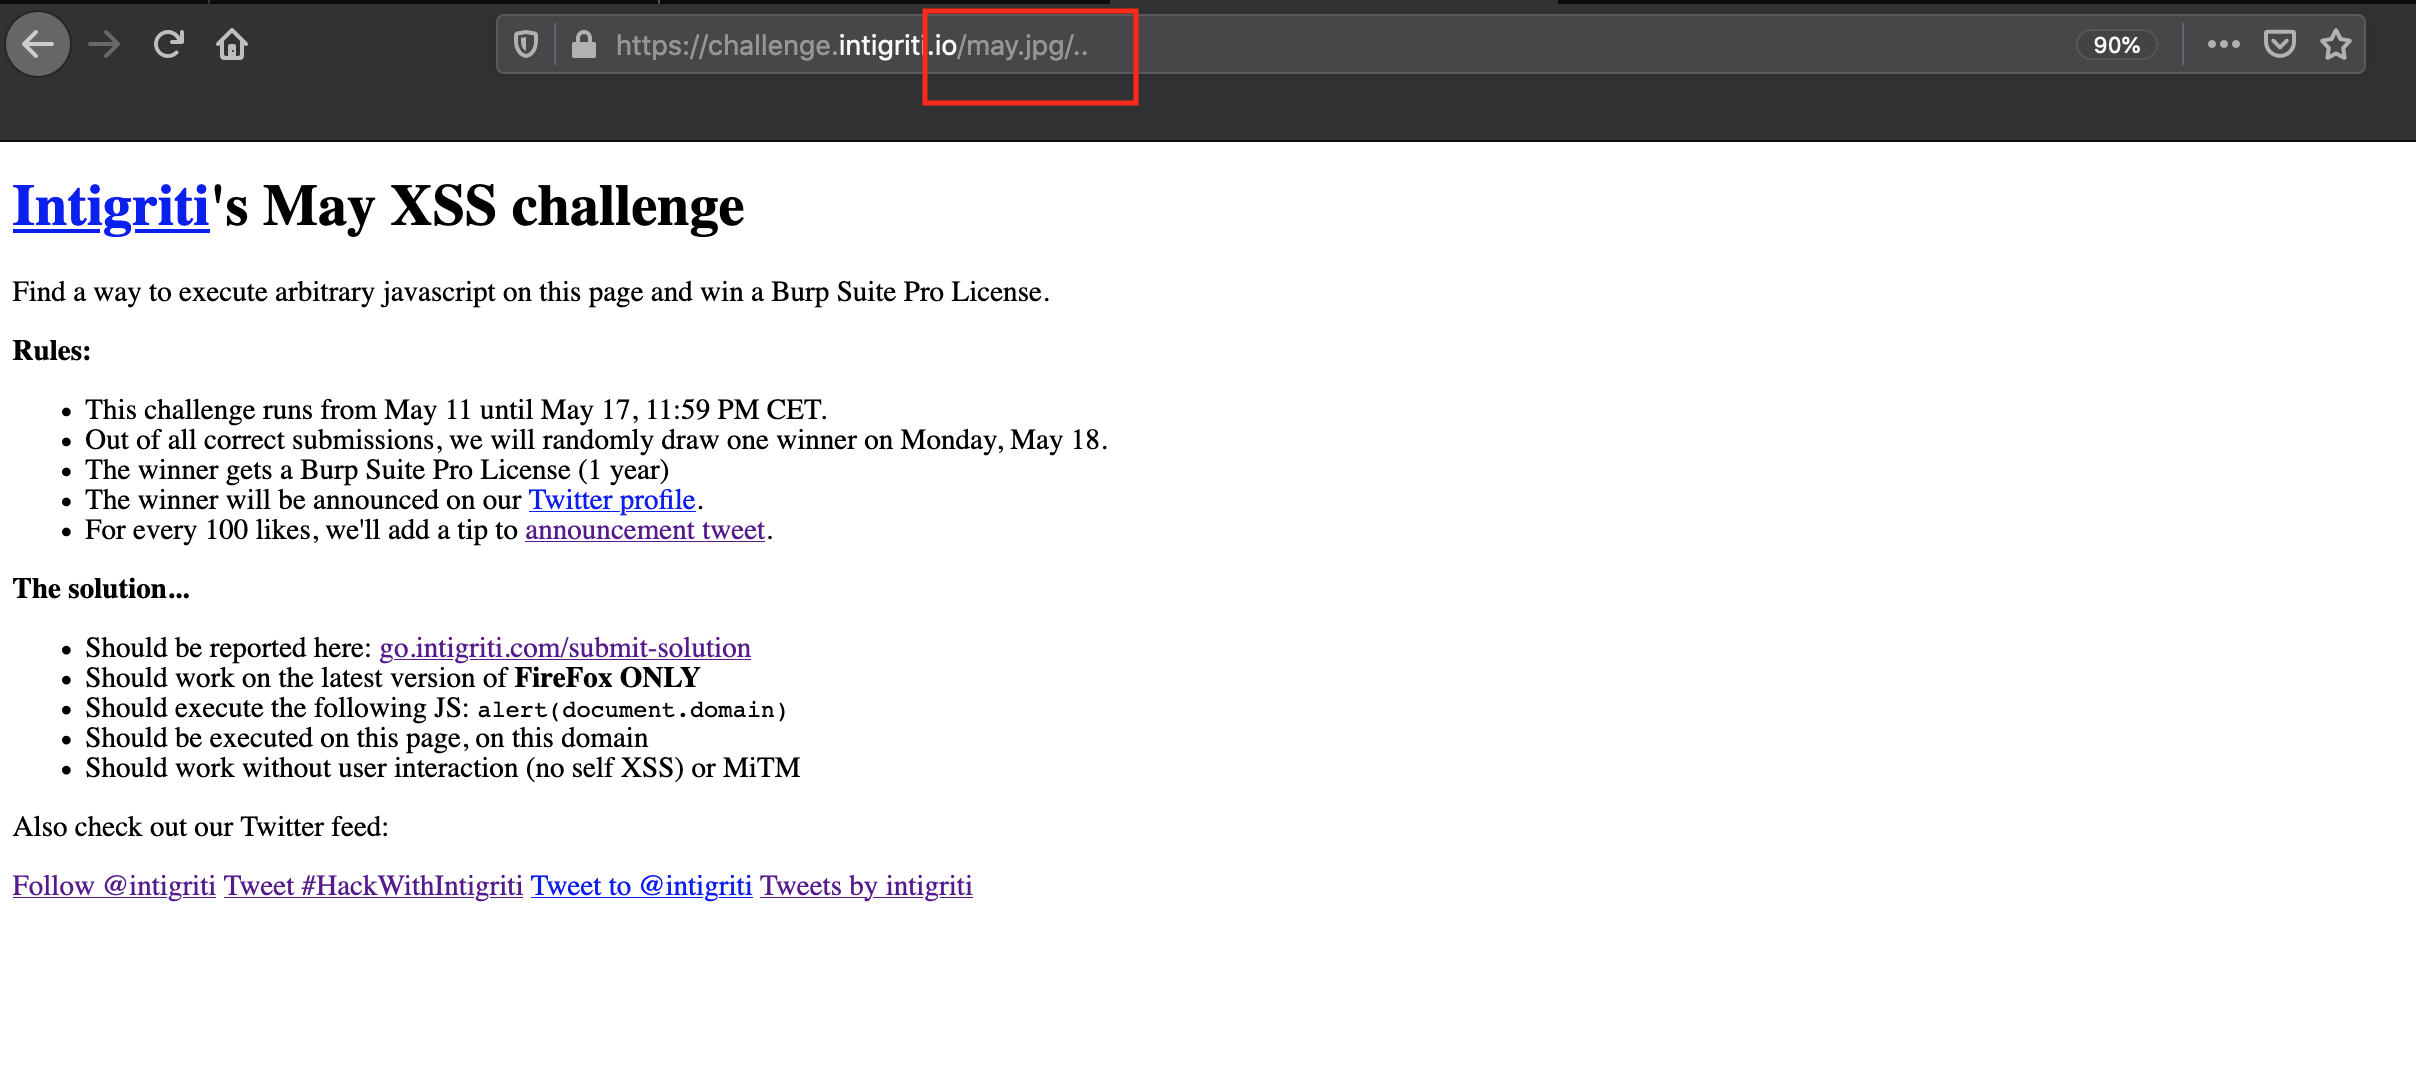 https://challenge.intigriti.io/may.jpg/..
90%
Intigriti's May XSS challenge
Find a way to execute arbitrary javascript on this page and win a Burp Suite Pro License.
Rules:
This challenge runs from May 11 until May 17, 11:59 PM CET.
Out of all correct submissions, we will randomly draw one winner on Monday, May 18.
The winner gets a Burp Suite Pro License (1 year)
The winner will be announced on our Twitter profile.
For every 100 likes, we'll add a tip to announcement tweet.
The solution...
Should be reported here: go.intigriti.com/submit-solution
Should work on the latest version of FireFox ONLY
Should execute the following JS: alert(document.domain)
Should be executed on this page, on this domain
Should work without user interaction (no self XSS) or MiTM
Also check out our Twitter feed:
Follow @intigriti Tweet #HackWithIntigriti Tweet to @intigriti Tweets by intigriti